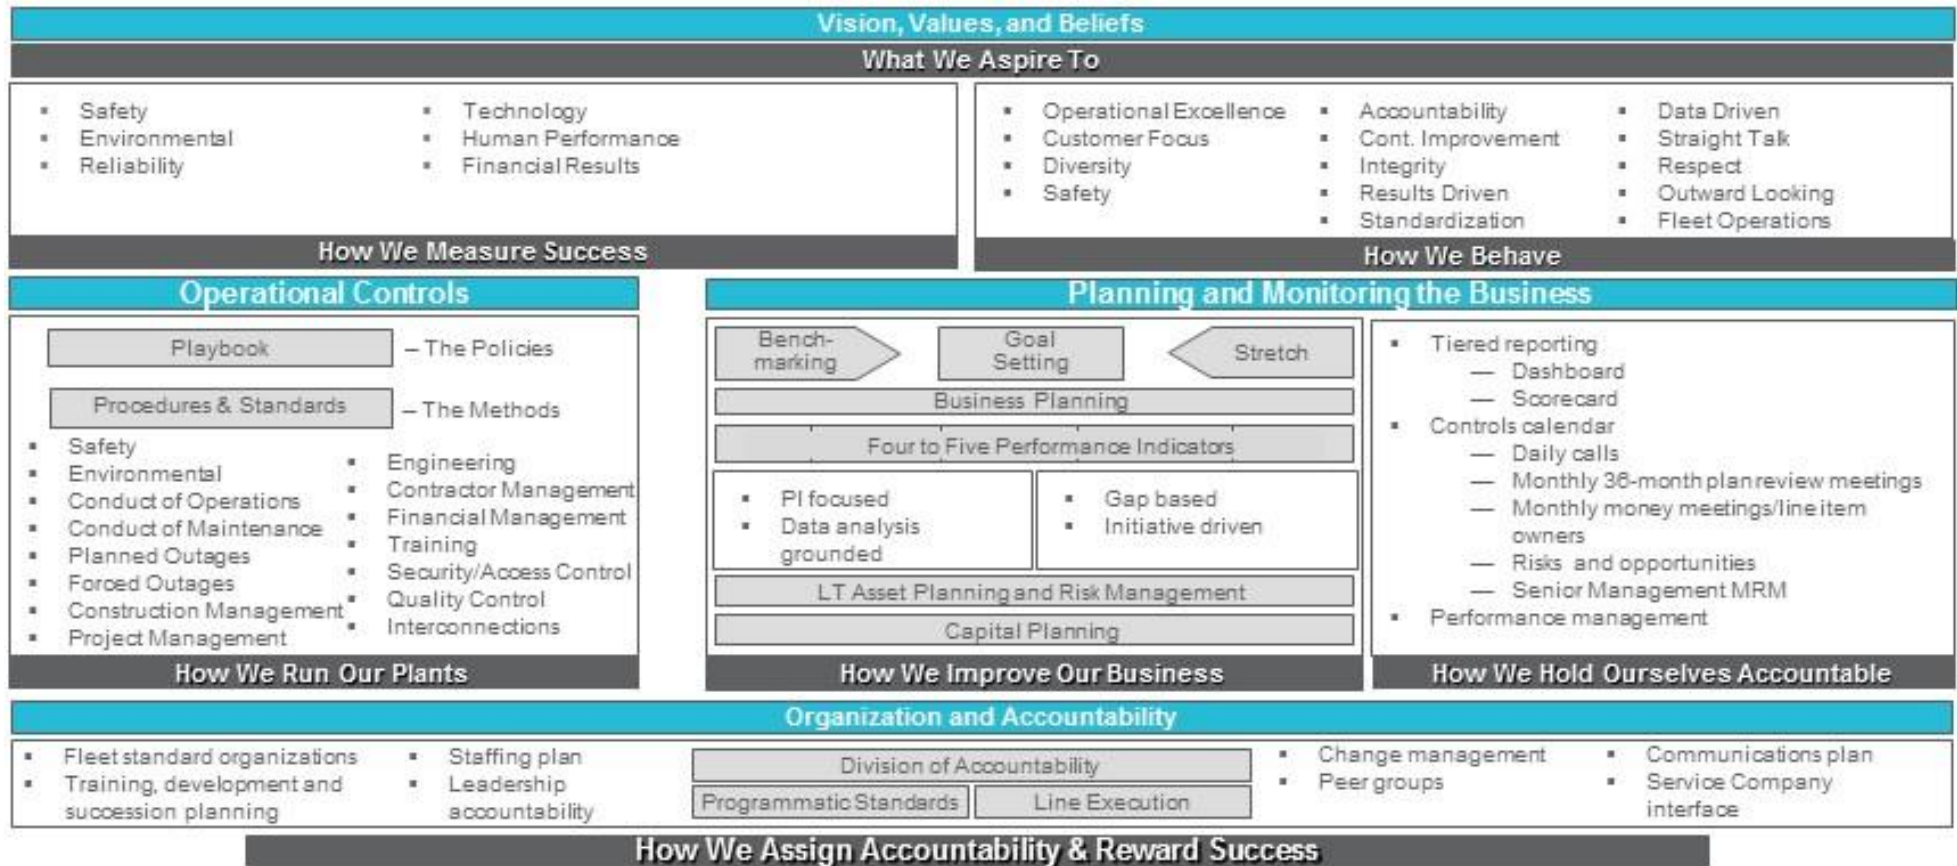 Vision, Values, and Beliefs
What We Aspire To
▪ Safety
▪ Environmental
▪ Reliability
▪ Technology
▪ Human Performance
▪ Financial Results
How We Measure Success
▪ Operational Excellence
▪ Customer Focus
▪ Diversity
▪ Safety
▪ Accountability
▪ Cont. Improvement
▪ Integrity
▪ Results Driven
▪ Standardization
▪ Data Driven
▪ Straight Talk
▪ Respect
▪ Outward Looking
▪ Fleet Operations
How We Behave
Operational Controls
Playbook – The Policies
Procedures & Standards – The Methods
▪ Safety
▪ Environmental
▪ Conduct of Operations
▪ Conduct of Maintenance
▪ Planned Outages
▪ Forced Outages
▪ Construction Management
▪ Project Management
▪ Engineering
▪ Contractor Management
▪ Financial Management
▪ Training
▪ Security/Access Control
▪ Quality Control
▪ Interconnections
How We Run Our Plants
Planning and Monitoring the Business
Bench-
marking
Goal
Setting
Stretch
Business Planning
Four to Five Performance Indicators
▪ PI focused
▪ Data analysis
grounded
▪ Gap based
▪ Initiative driven
LT Asset Planning and Risk Management
Capital Planning
How We Improve Our Business
▪ Tiered reporting
— Dashboard
— Scorecard
▪ Controls calendar
— Daily calls
— Monthly 36-month plan review meetings
— Monthly money meetings/line item
owners
— Risks and opportunities
— Senior Management MRM
▪ Performance management
How We Hold Ourselves Accountable
Organization and Accountability
▪ Fleet standard organizations
▪ Training, development and
succession planning
▪ Staffing plan
▪ Leadership
accountability
Division of Accountability
Programmatic Standards
Line Execution
▪ Change management
▪ Peer groups
▪ Communications plan
▪ Service Company
interface
How We Assign Accountability & Reward Success